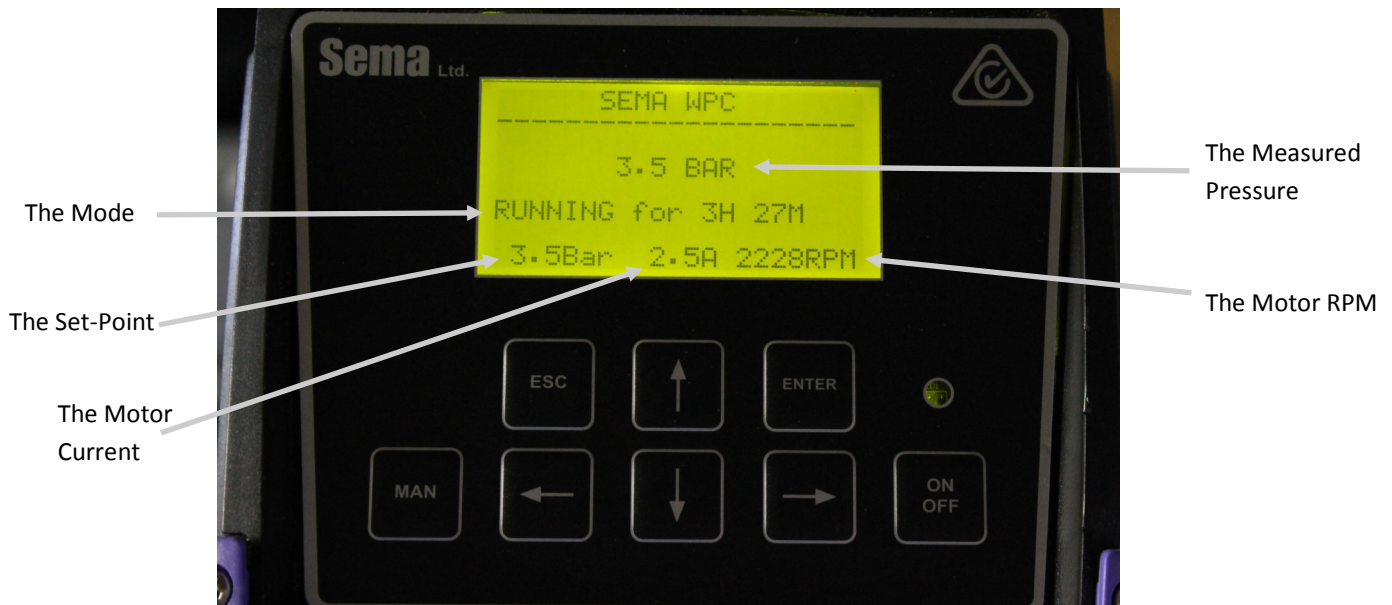 Sema Ltd.
SEMA WPC
--------------------
3.5 BAR
The Measured
Pressure
The Mode
RUNNING for 3H 27M
3.5Bar 2.5A 2228RPM
The Set-Point
The Motor RPM
The Motor
Current
ESC
ENTER
MAN
ON
OFF